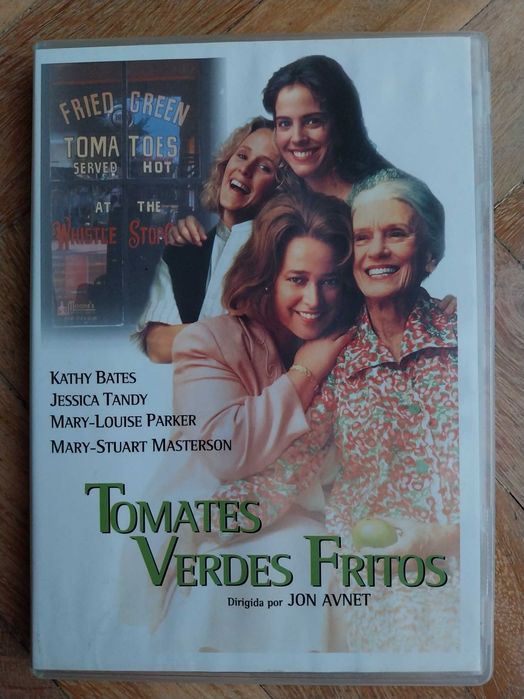 FRIED GREEN
TOMATOES
SERVED HOT
AT THE
WHISTLE STOP
KATHY BATES
JESSICA TANDY
MARY-LOUISE PARKER
MARY-STUART MASTERSON
TOMATES
VERDES FRITOS
Dirigida por JON AVNET